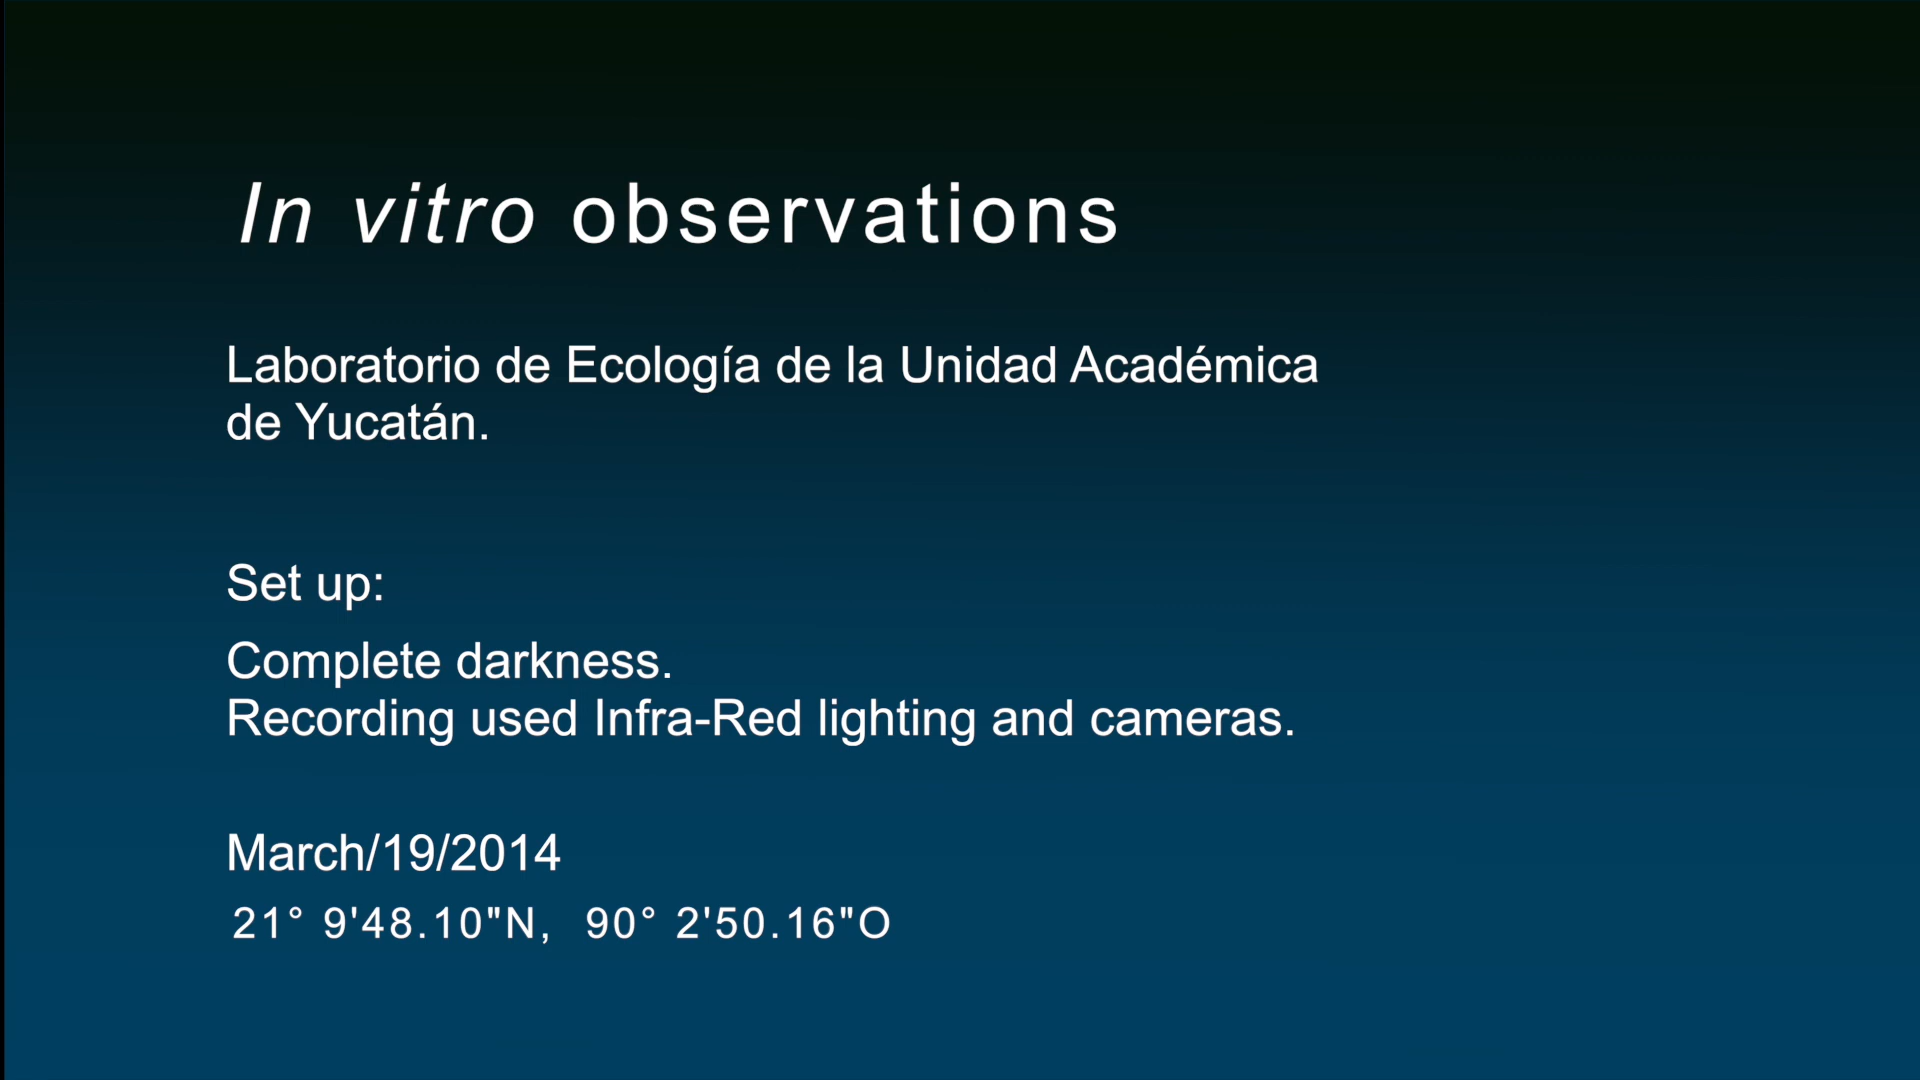 In vitro observations
Laboratorio de Ecología de la Unidad Académica
de Yucatán.
Set up:
Complete darkness.
Recording used Infra-Red lighting and cameras.
March/19/2014
21° 9'48.10"N, 90° 2'50.16"O